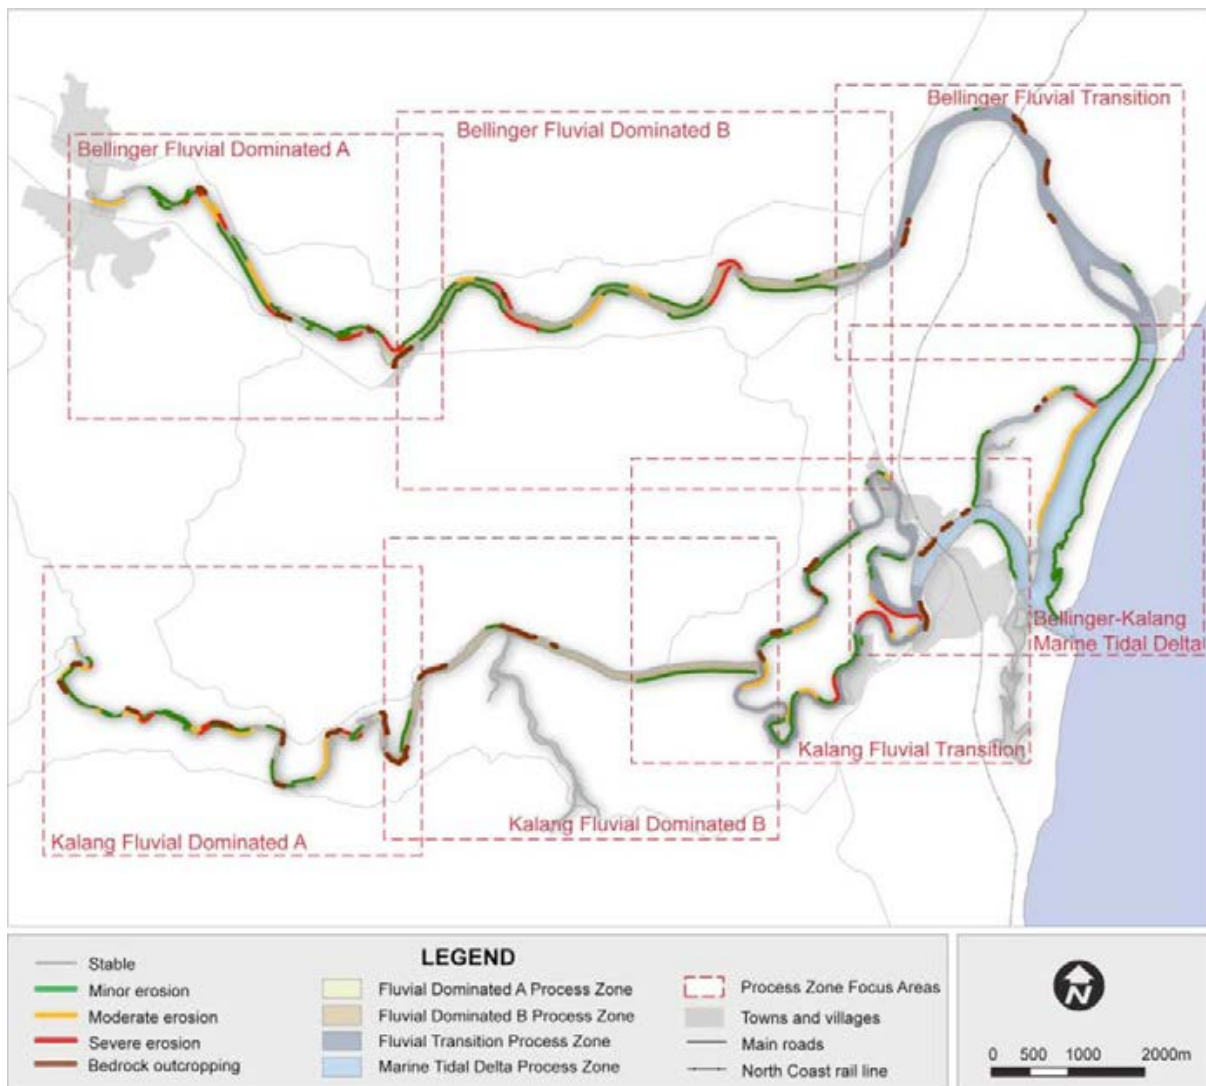 Bellinger Fluvial Transition
Bellinger Fluvial Dominated B
Bellinger Fluvial Dominated A
Bellinger-Kalang
Marine Tidal Delta
Kalang Fluvial Transition
Kalang Fluvial Dominated B
Kalang Fluvial Dominated A
LEGEND
Stable
Minor erosion
Moderate erosion
Severe erosion
Bedrock outcropping
Fluvial Dominated A Process Zone
Fluvial Dominated B Process Zone
Fluvial Transition Process Zone
Marine Tidal Delta Process Zone
Process Zone Focus Areas
Towns and villages
Main roads
North Coast rail line
N
0 500 1000 2000m